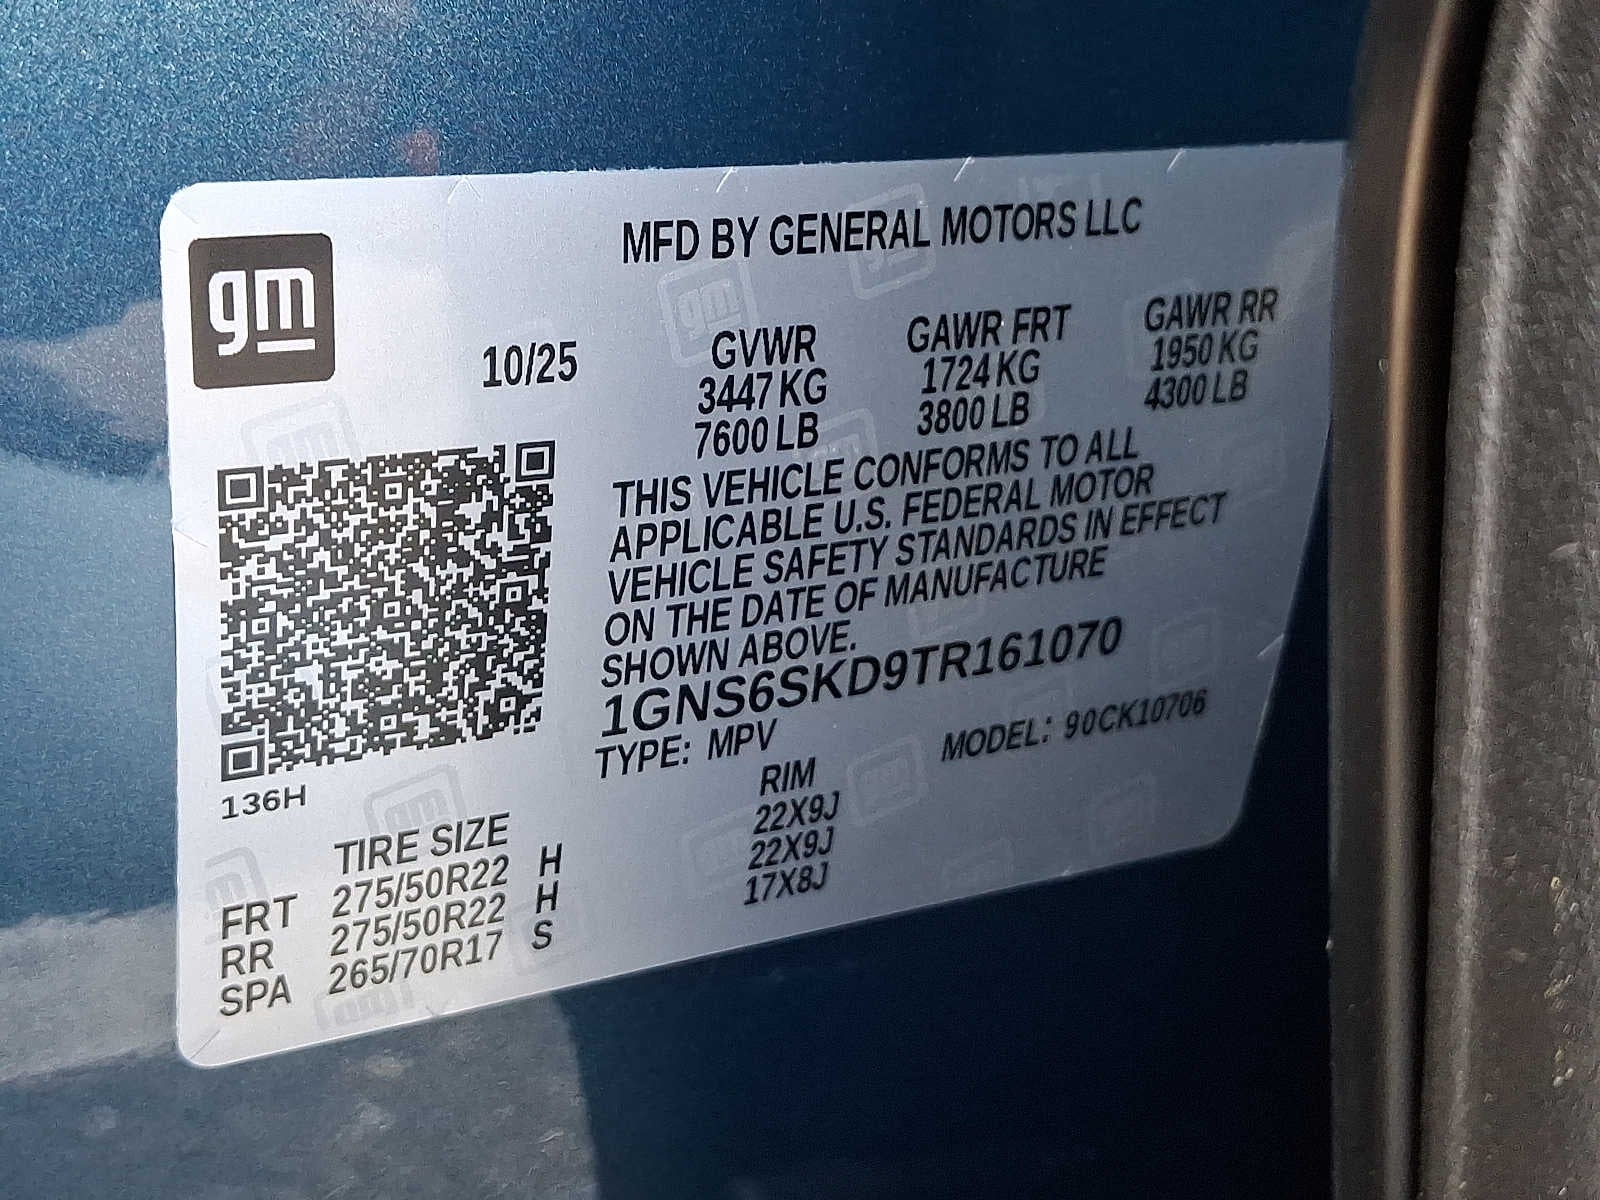 gm
MFD BY GENERAL MOTORS LLC
10/25
GVWR
3447 KG
7600 LB
GAWR FRT
1724 KG
3800 LB
GAWR RR
1950 KG
4300 LB
THIS VEHICLE CONFORMS TO ALL
APPLICABLE U.S. FEDERAL MOTOR
VEHICLE SAFETY STANDARDS IN EFFECT
ON THE DATE OF MANUFACTURE
SHOWN ABOVE.
1GNS6SKD9TR161070
TYPE: MPV MODEL: 90CK10706
136H
TIRE SIZE RIM
FRT 275/50R22 H 22X9J
RR 275/50R22 H 22X9J
SPA 265/70R17 S 17X8J